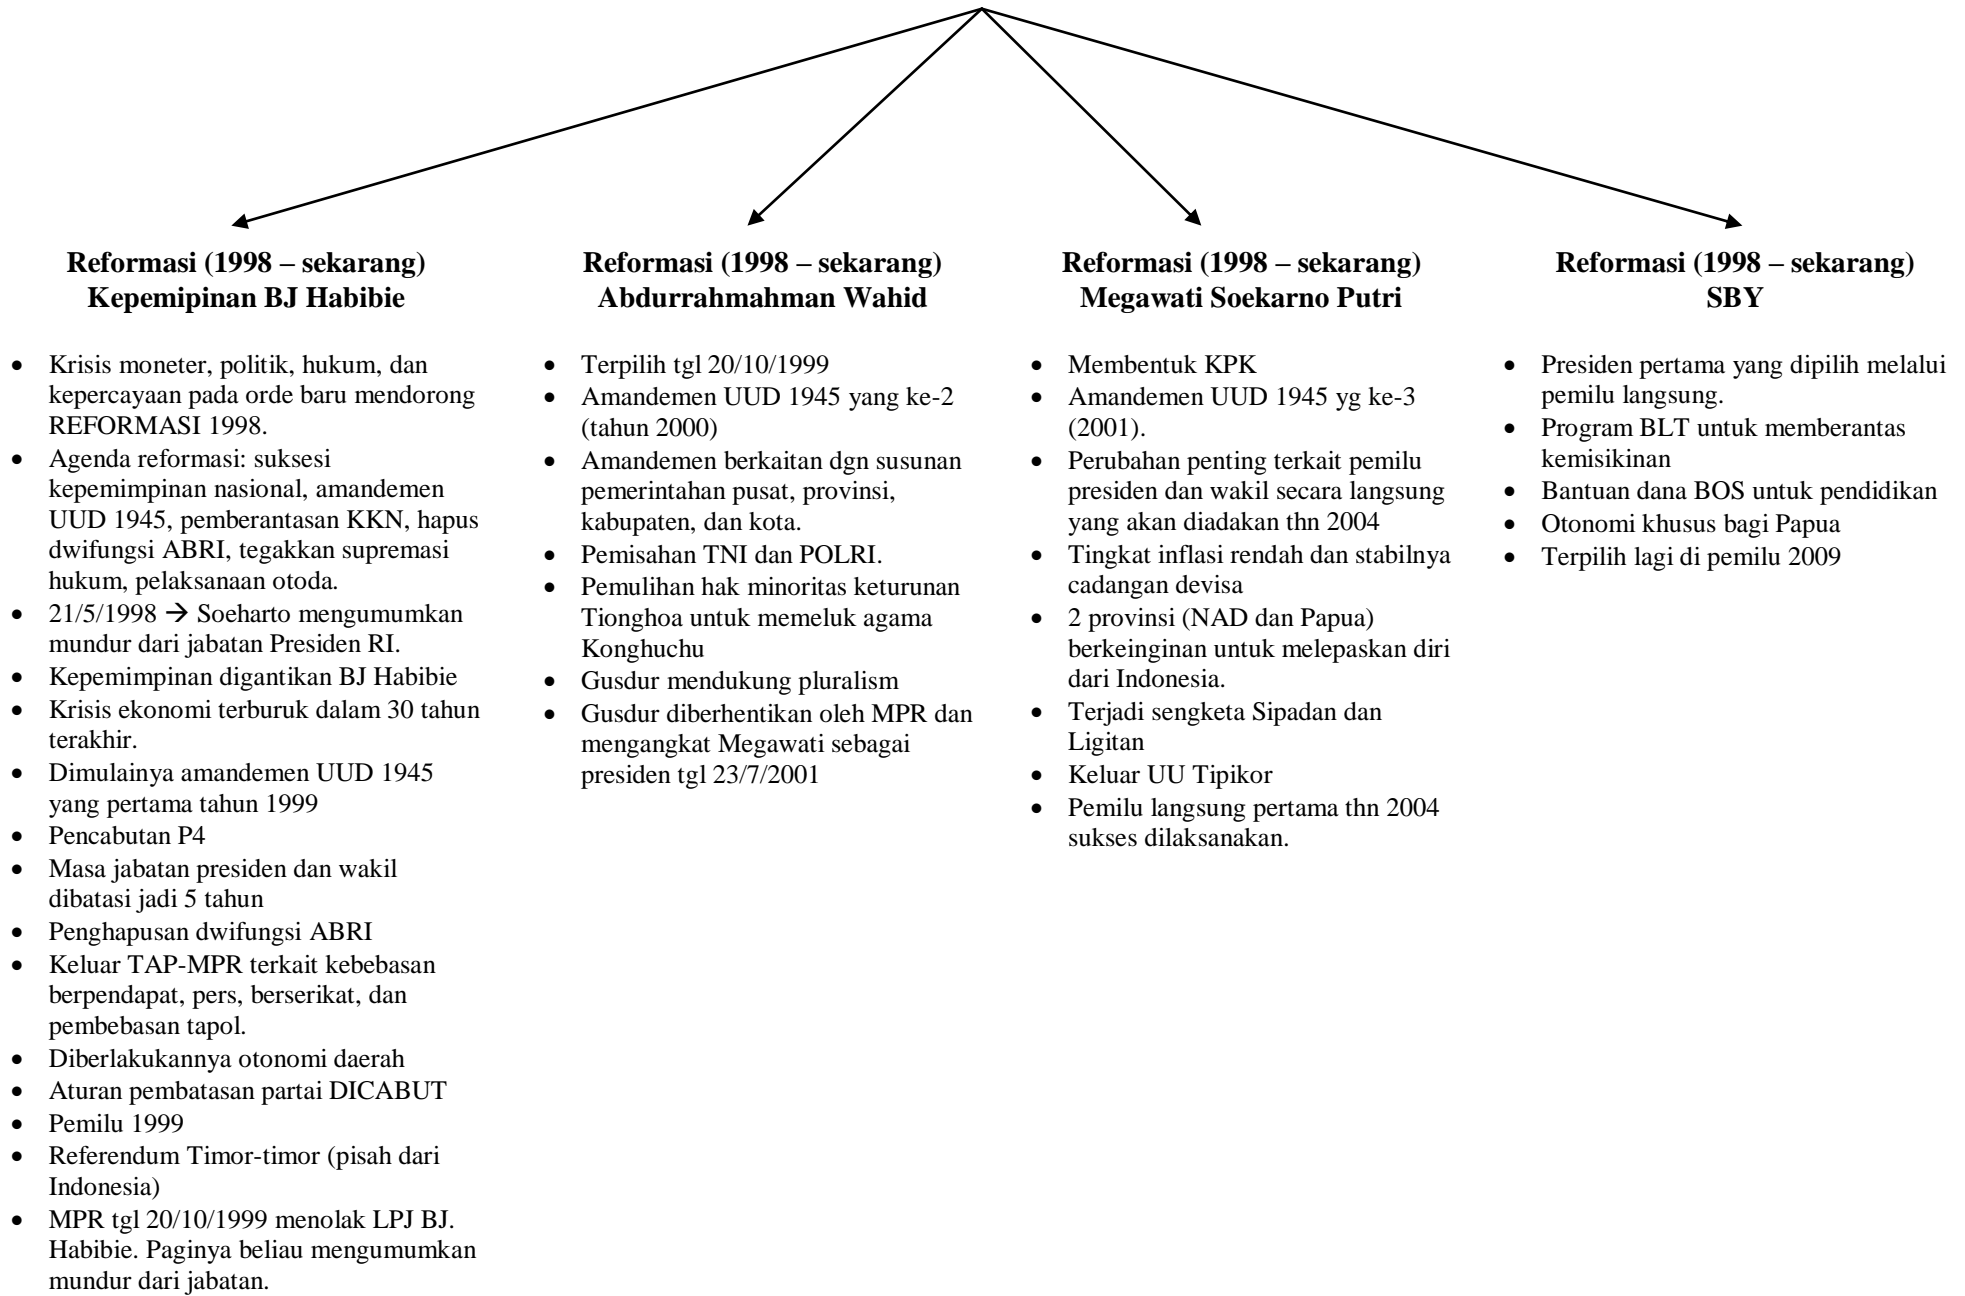 Reformasi (1998 – sekarang)
Kepemipinan BJ Habibie
• Krisis moneter, politik, hukum, dan
kepercayaan pada orde baru mendorong
REFORMASI 1998.
• Agenda reformasi: suksesi
kepemimpinan nasional, amandemen
UUD 1945, pemberantasan KKN, hapus
dwifungsi ABRI, tegakkan supremasi
hukum, pelaksanaan otoda.
• 21/5/1998 → Soeharto mengumumkan
mundur dari jabatan Presiden RI.
• Kepemimpinan digantikan BJ Habibie
• Krisis ekonomi terburuk dalam 30 tahun
terakhir.
• Dimulainya amandemen UUD 1945
yang pertama tahun 1999
• Pencabutan P4
• Masa jabatan presiden dan wakil
dibatasi jadi 5 tahun
• Penghapusan dwifungsi ABRI
• Keluar TAP-MPR terkait kebebasan
berpendapat, pers, berserikat, dan
pembebasan tapol.
• Diberlakukannya otonomi daerah
• Aturan pembatasan partai DICABUT
• Pemilu 1999
• Referendum Timor-timor (pisah dari
Indonesia)
• MPR tgl 20/10/1999 menolak LPJ BJ.
Habibie. Paginya beliau mengumumkan
mundur dari jabatan.
Reformasi (1998 – sekarang)
Abdurrahmahman Wahid
• Terpilih tgl 20/10/1999
• Amandemen UUD 1945 yang ke-2
(tahun 2000)
• Amandemen berkaitan dgn susunan
pemerintahan pusat, provinsi,
kabupaten, dan kota.
• Pemisahan TNI dan POLRI.
• Pemulihan hak minoritas keturunan
Tionghoa untuk memeluk agama
Konghuchu
• Gusdur mendukung pluralism
• Gusdur diberhentikan oleh MPR dan
mengangkat Megawati sebagai
presiden tgl 23/7/2001
Reformasi (1998 – sekarang)
Megawati Soekarno Putri
• Membentuk KPK
• Amandemen UUD 1945 yg ke-3
(2001).
• Perubahan penting terkait pemilu
presiden dan wakil secara langsung
yang akan diadakan thn 2004
• Tingkat inflasi rendah dan stabilnya
cadangan devisa
• 2 provinsi (NAD dan Papua)
berkeinginan untuk melepaskan diri
dari Indonesia.
• Terjadi sengketa Sipadan dan
Ligitan
• Keluar UU Tipikor
• Pemilu langsung pertama thn 2004
sukses dilaksanakan.
Reformasi (1998 – sekarang)
SBY
• Presiden pertama yang dipilih melalui
pemilu langsung.
• Program BLT untuk memberantas
kemisikinan
• Bantuan dana BOS untuk pendidikan
• Otonomi khusus bagi Papua
• Terpilih lagi di pemilu 2009